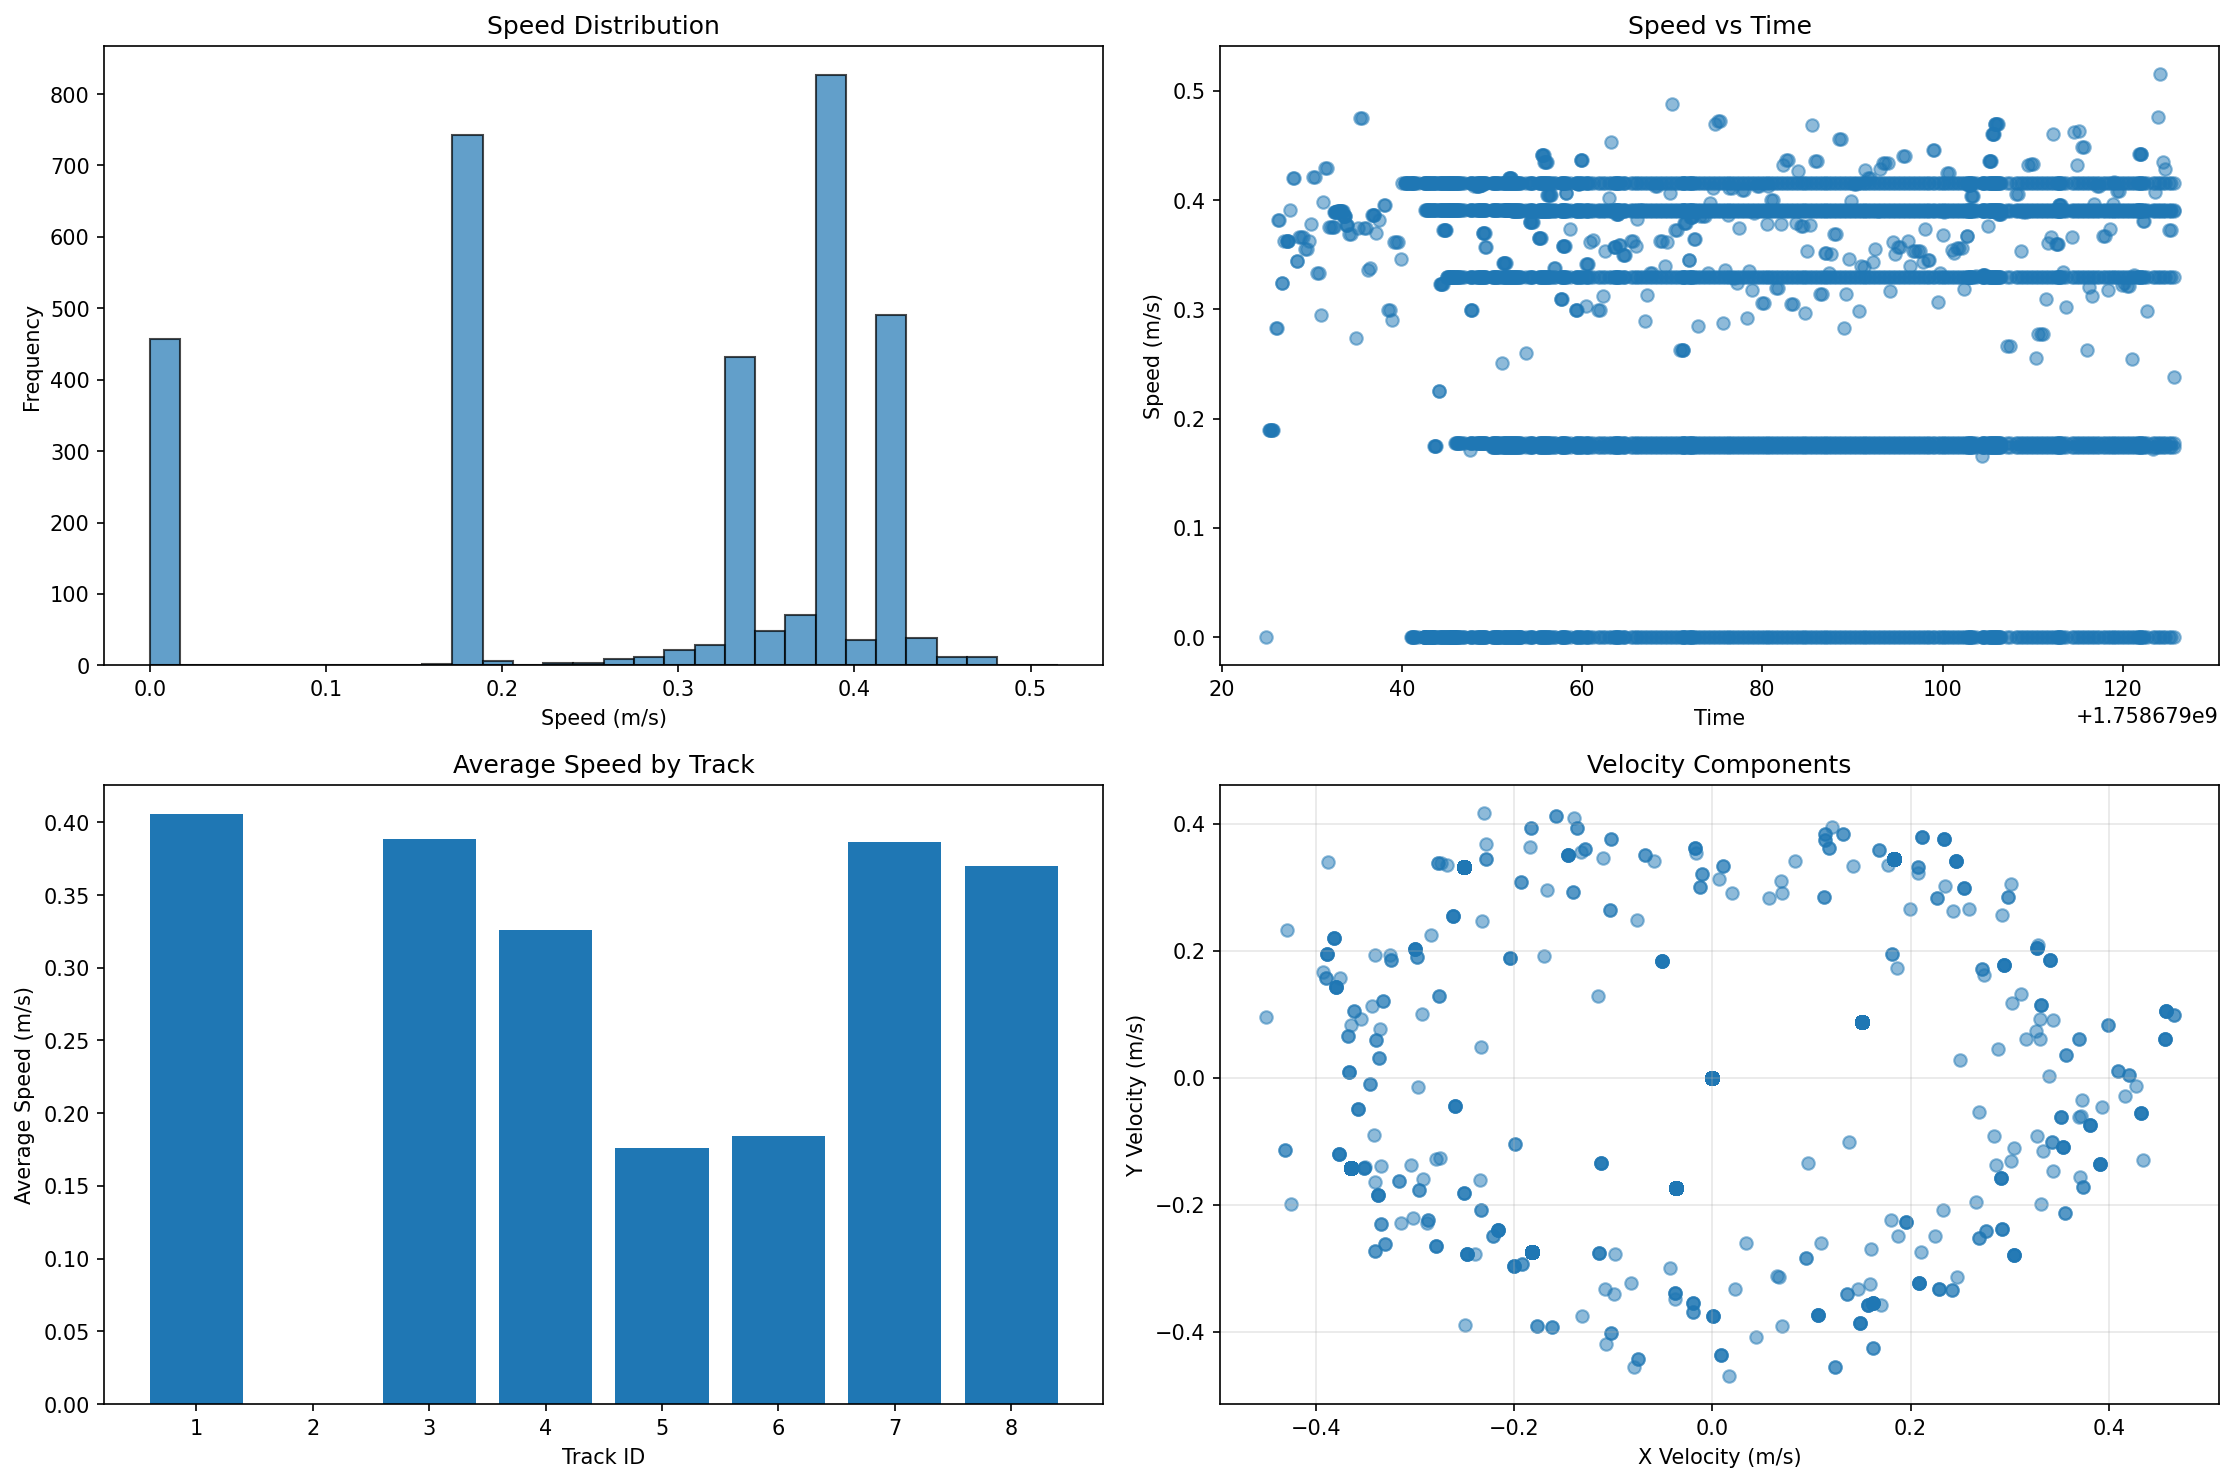 Speed Distribution
800
700
600
500
400
300
200
100
0
Frequency
0.0 0.1 0.2 0.3 0.4 0.5
Speed (m/s)
Speed vs Time
0.5
0.4
0.3
0.2
0.1
0.0
Speed (m/s)
20 40 60 80 100 120
Time
+1.758679e9
Average Speed by Track
0.40
0.35
0.30
0.25
0.20
0.15
0.10
0.05
0.00
Average Speed (m/s)
1 2 3 4 5 6 7 8
Track ID
Velocity Components
0.4
0.2
0.0
−0.2
−0.4
Y Velocity (m/s)
−0.4 −0.2 0.0 0.2 0.4
X Velocity (m/s)